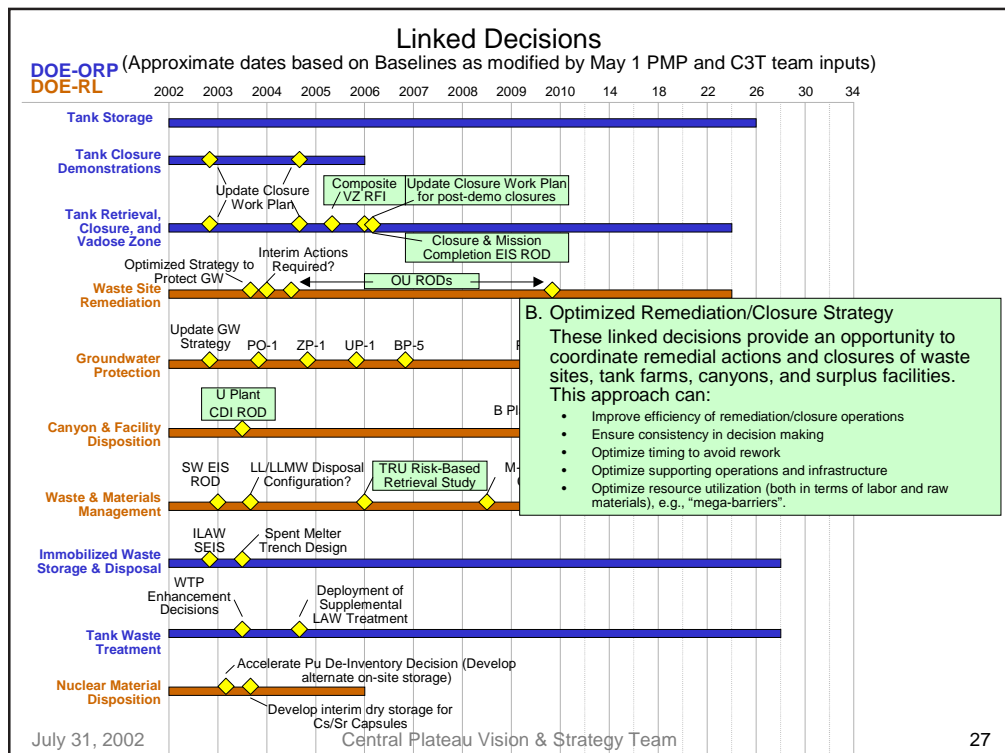 Linked Decisions
(Approximate dates based on Baselines as modified by May 1 PMP and C3T team inputs)
DOE-ORP
DOE-RL
2002 2003 2004 2005 2006 2007 2008 2009 2010 14 18 22 26 30 34
Tank Storage
Tank Closure
Demonstrations
Update Closure
Work Plan
Composite
VZ RFI
Update Closure Work Plan
for post-demo closures
Tank Retrieval,
Closure, and
Vadose Zone
Closure & Mission
Completion EIS ROD
Optimized Strategy to
Protect GW
Interim Actions
Required?
OU RODs
Waste Site
Remediation
Update GW
Strategy
PO-1
ZP-1
UP-1
BP-5
Groundwater
Protection
U Plant
CDI ROD
B
Canyon & Facility
Disposition
SW EIS
ROD
LL/LLMW Disposal
Configuration?
TRU Risk-Based
Retrieval Study
Waste & Materials
Management
ILAW
SEIS
Spent Melter
Trench Design
Immobilized Waste
Storage & Disposal
WTP
Enhancement
Decisions
Deployment of
Supplemental
LAW Treatment
Tank Waste
Treatment
Accelerate Pu De-Inventory Decision (Develop
alternate on-site storage)
Nuclear Material
Disposition
Develop interim dry storage for
Cs/Sr Capsules
B. Optimized Remediation/Closure Strategy
These linked decisions provide an opportunity to
coordinate remedial actions and closures of waste
sites, tank farms, canyons, and surplus facilities.
This approach can:
• Improve efficiency of remediation/closure operations
• Ensure consistency in decision making
• Optimize timing to avoid rework
• Optimize supporting operations and infrastructure
• Optimize resource utilization (both in terms of labor and raw
materials), e.g., “mega-barriers”.
July 31, 2002
Central Plateau Vision & Strategy Team
27